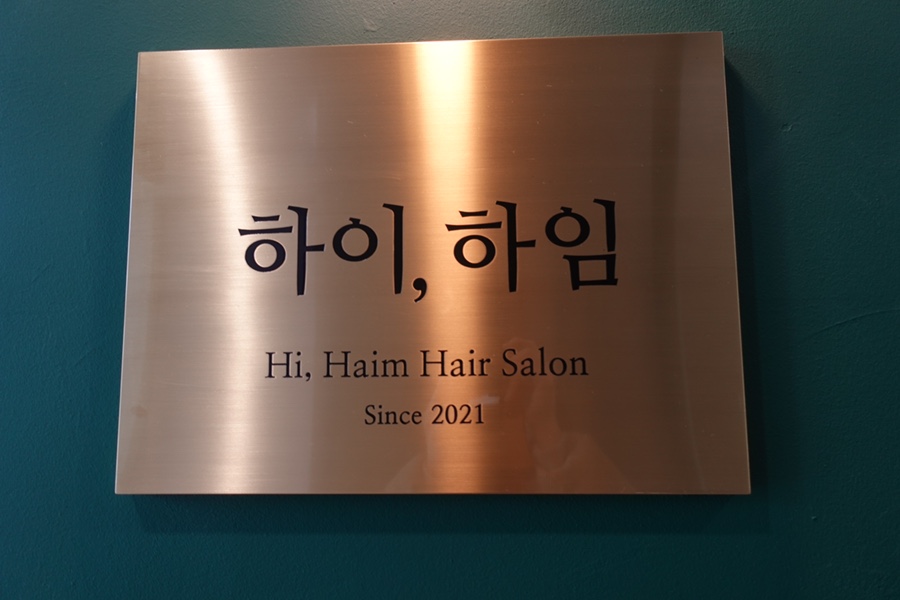 하이, 하임
Hi, Haim Hair Salon
Since 2021